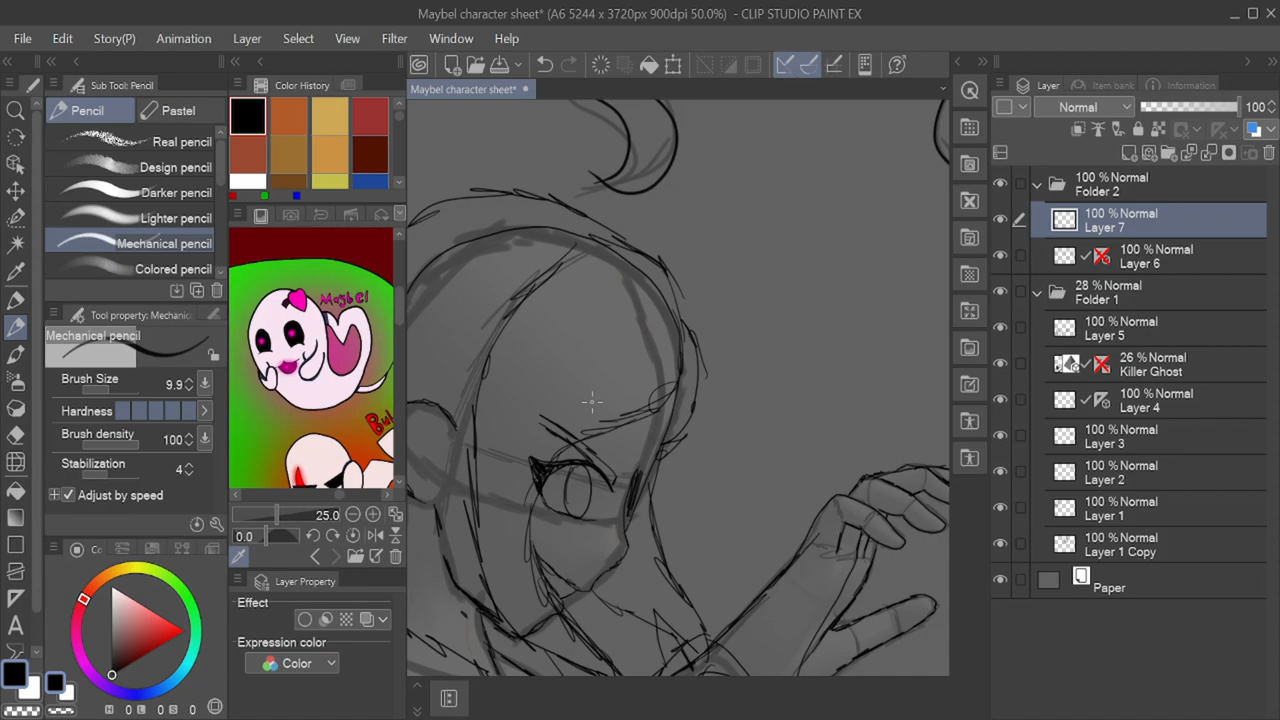 Maybel character sheet* (A6 5244 x 3720px 900dpi 50.0%) - CLIP STUDIO PAINT EX
File Edit Story(P) Animation Layer Select View Filter Window Help
Sub Tool: Pencil
Color History
Layer
Item bank
Information
Maybel character sheet*
Pencil
Pastel
Normal
100
Real pencil
Design pencil
Darker pencil
Lighter pencil
Mechanical pencil
Colored pencil
Tool property: Mechanic
Mechanical pencil
Brush Size 9.9
Hardness
Brush density 100
Stabilization 4
Adjust by speed
Maybel
25.0
0.0
Layer Property
Effect
Expression color
Color
Co
H 0 L 0 S 0
A
100 % Normal
Folder 2
100 % Normal
Layer 7
100 % Normal
Layer 6
28 % Normal
Folder 1
100 % Normal
Layer 5
26 % Normal
Killer Ghost
100 % Normal
Layer 4
100 % Normal
Layer 3
100 % Normal
Layer 2
100 % Normal
Layer 1
100 % Normal
Layer 1 Copy
Paper